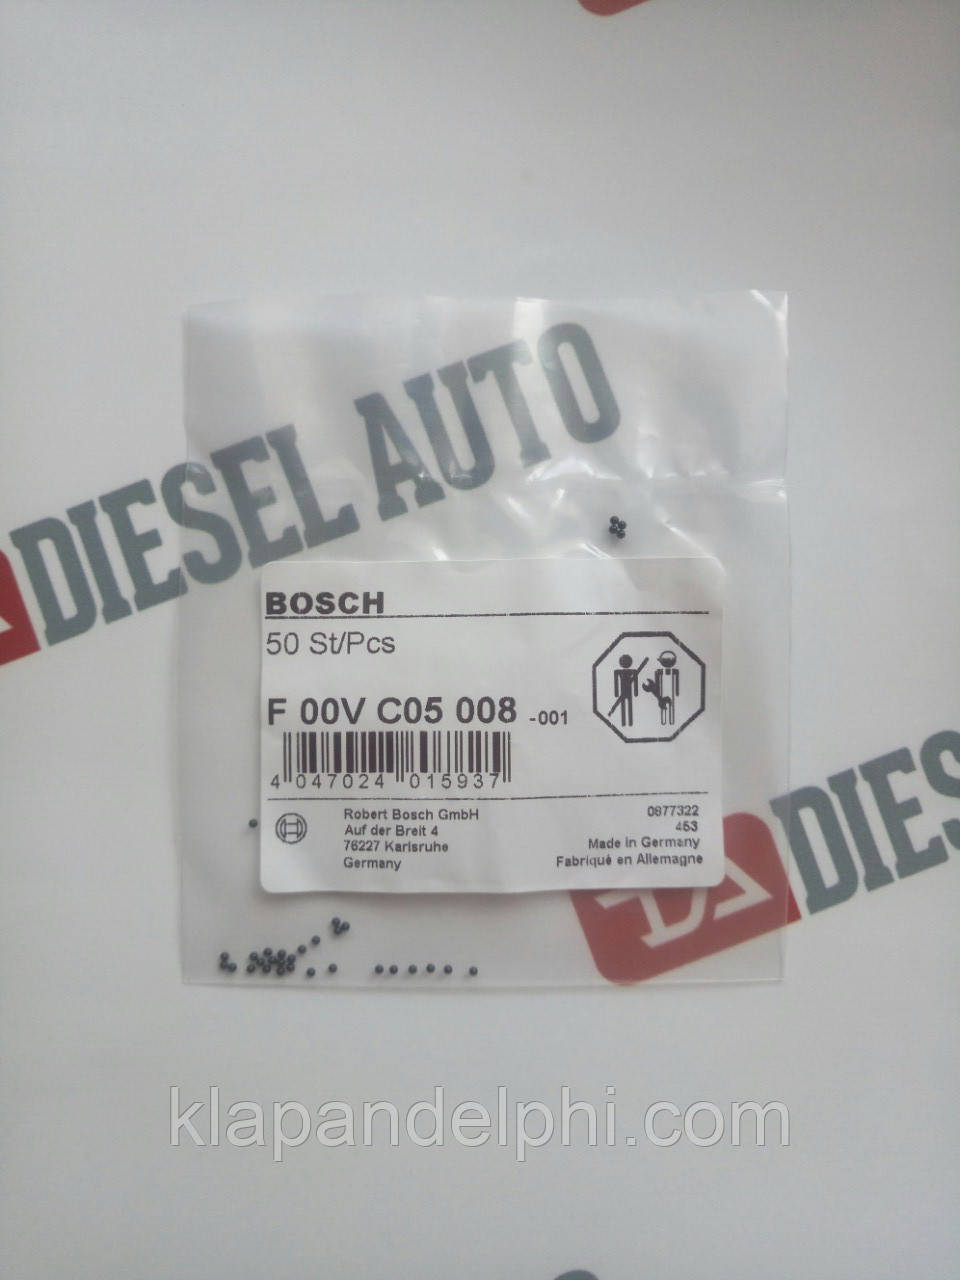 DIESEL AUTO
BOSCH
50 St/Pcs
F 00V C05 008 -001
4 047024 015937
Robert Bosch GmbH
Auf der Breit 4
76227 Karlsruhe
Germany
0877322
453
Made in Germany
Fabriqué en Allemagne
DIES
klapandelphi.com